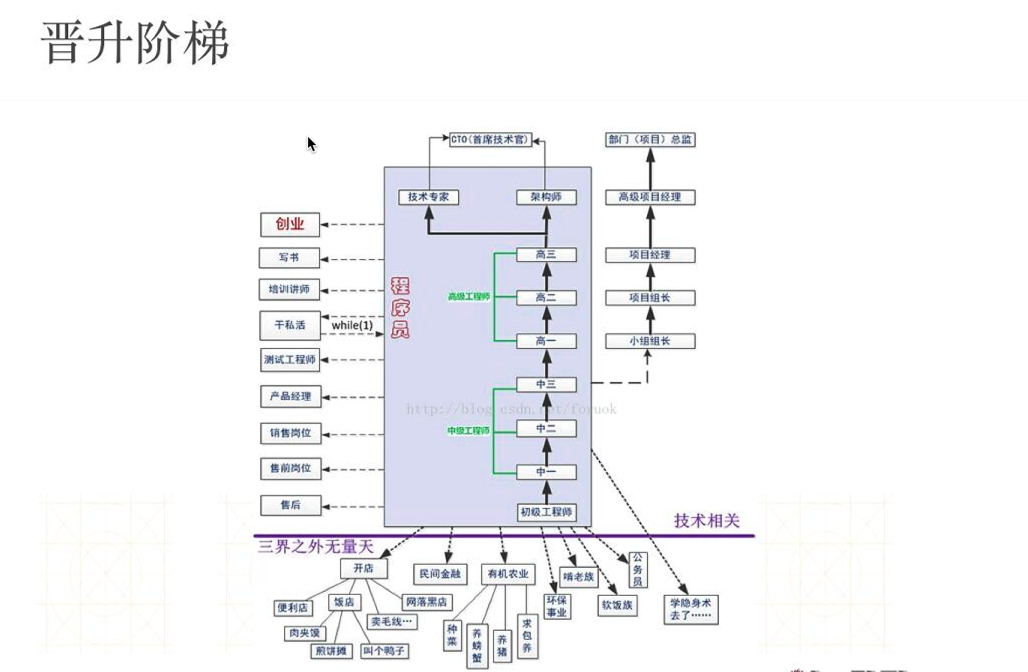 晋升阶梯
CTO(首席技术官)
部门（项目）总监
技术专家
架构师
高级项目经理
创业
高三
项目经理
写书
程序员
高级工程师
高二
项目组长
培训讲师
干私活
while(1)
高一
小组组长
测试工程师
中三
产品经理
http://blog.csdn.net/foruok
中级工程师
中二
销售岗位
售前岗位
中一
售后
初级工程师
技术相关
三界之外无量天
开店
民间金融
有机农业
啃老族
公务员
便利店
饭店
网落黑店
环保
事业
软饭族
学隐身术
去了……
卖毛线…
肉夹馍
煎饼摊
叫个鸭子
种菜
养螃蟹
养猪
求包养